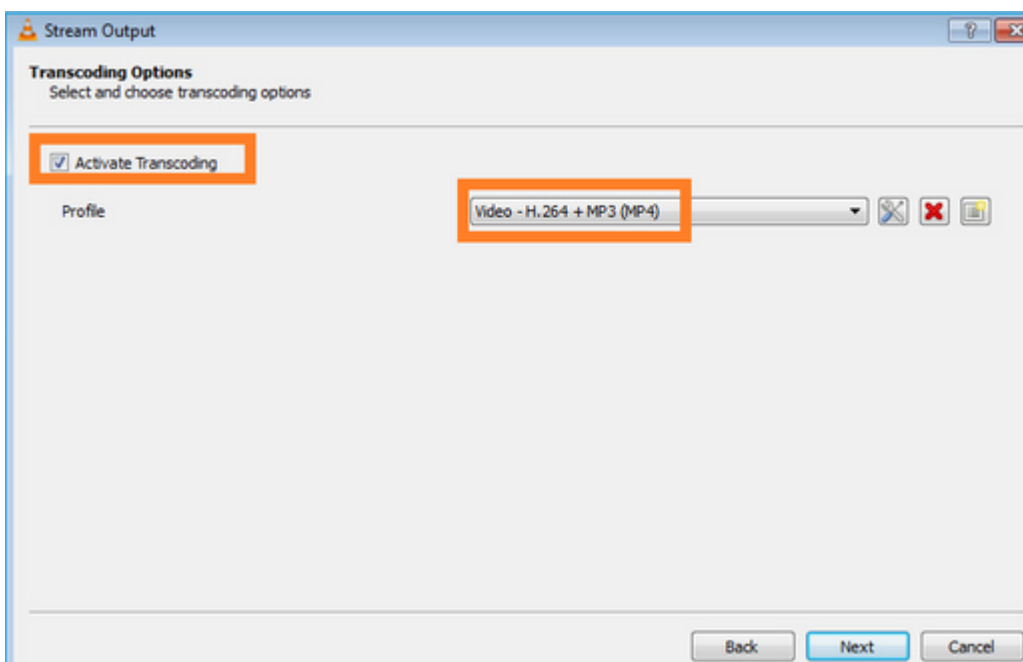 Stream Output
Transcoding Options
Select and choose transcoding options
Activate Transcoding
Profile
Video - H.264 + MP3 (MP4)
Back
Next
Cancel